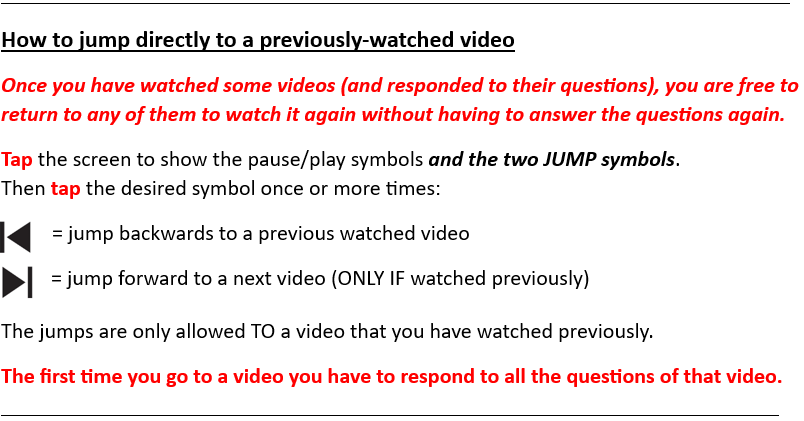 How to jump directly to a previously-watched video
Once you have watched some videos (and responded to their questions), you are free to
return to any of them to watch it again without having to answer the questions again.
Tap the screen to show the pause/play symbols and the two JUMP symbols.
Then tap the desired symbol once or more times:
= jump backwards to a previous watched video
= jump forward to a next video (ONLY IF watched previously)
The jumps are only allowed TO a video that you have watched previously.
The first time you go to a video you have to respond to all the questions of that video.